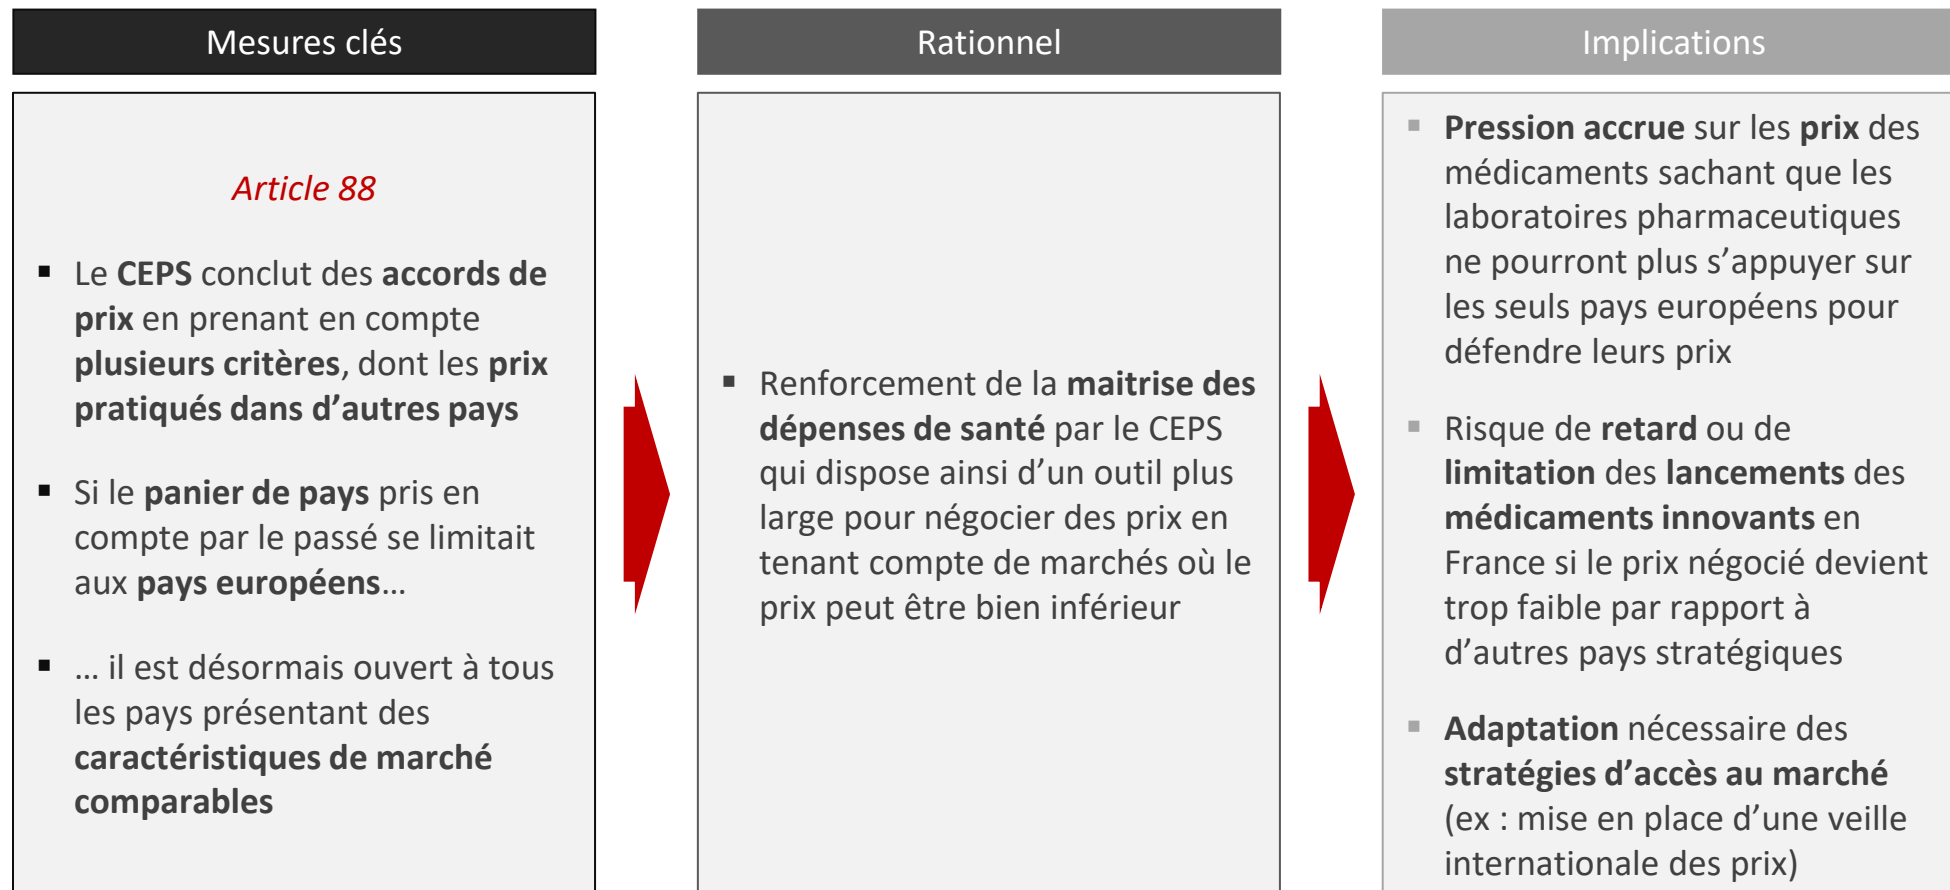 Mesures clés
Rationnel
Implications
Article 88
▪ Le CEPS conclut des accords de
prix en prenant en compte
plusieurs critères, dont les prix
pratiqués dans d’autres pays
▪ Si le panier de pays pris en
compte par le passé se limitait
aux pays européens…
▪ … il est désormais ouvert à tous
les pays présentant des
caractéristiques de marché
comparables
▪ Renforcement de la maitrise des
dépenses de santé par le CEPS
qui dispose ainsi d’un outil plus
large pour négocier des prix en
tenant compte de marchés où le
prix peut être bien inférieur
▪ Pression accrue sur les prix des
médicaments sachant que les
laboratoires pharmaceutiques
ne pourront plus s’appuyer sur
les seuls pays européens pour
défendre leurs prix
▪ Risque de retard ou de
limitation des lancements des
médicaments innovants en
France si le prix négocié devient
trop faible par rapport à
d’autres pays stratégiques
▪ Adaptation nécessaire des
stratégies d’accès au marché
(ex : mise en place d’une veille
internationale des prix)